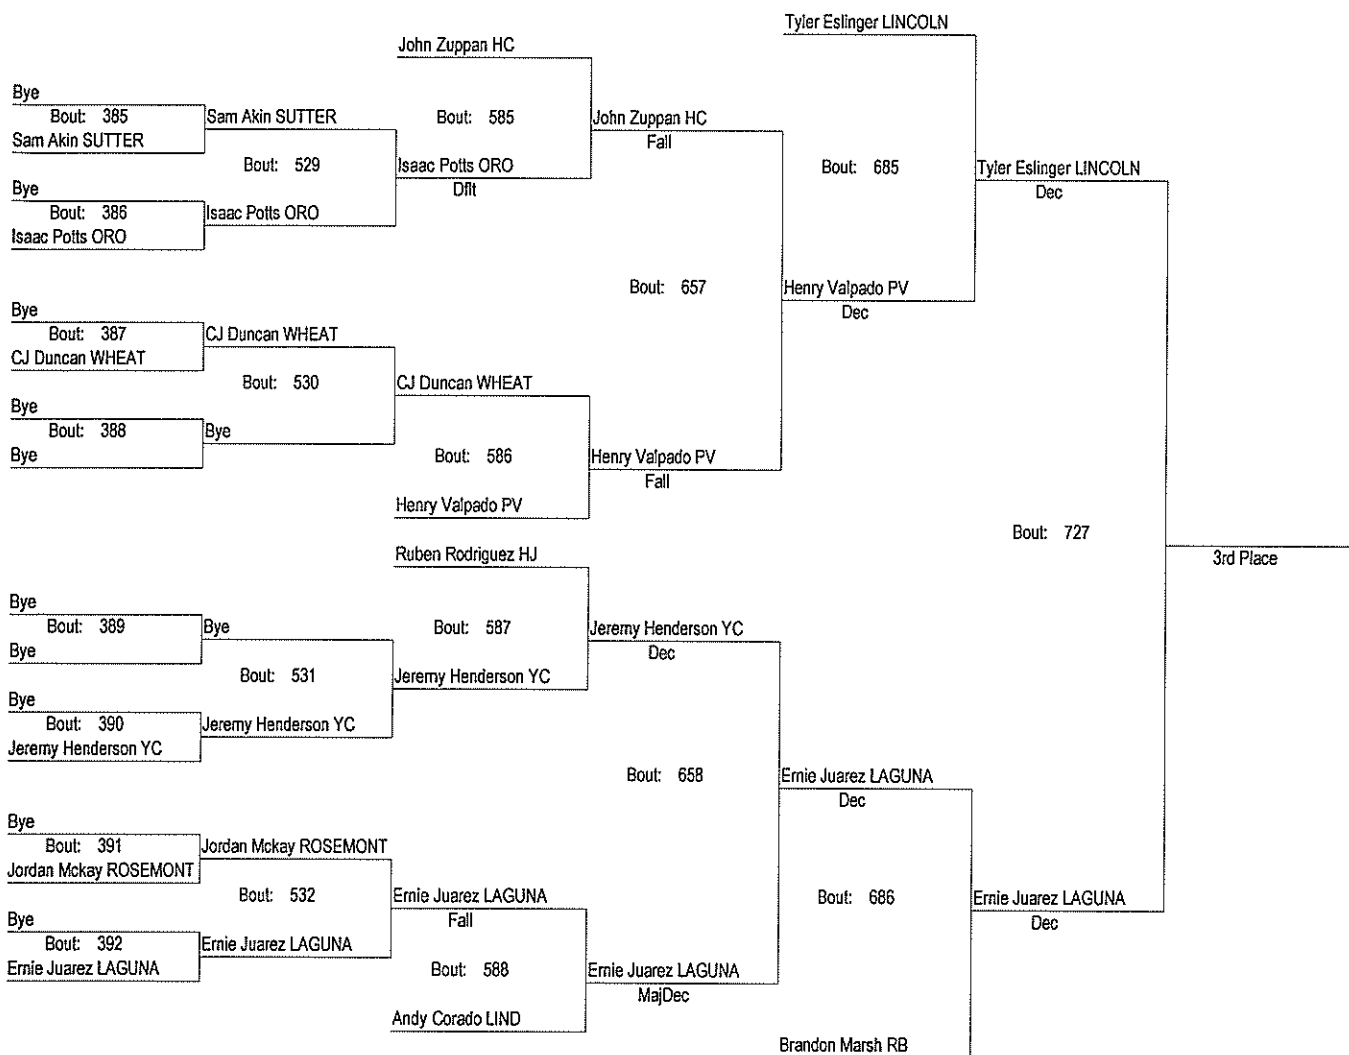 Tyler Eslinger LINCOLN
John Zuppan HC
Bye
Bout: 385
Sam Akin SUTTER
Sam Akin SUTTER
Bout: 585
John Zuppan HC
Fall
Bout: 529
Isaac Potts ORO
Dflt
Bout: 685
Tyler Eslinger LINCOLN
Dec
Bye
Bout: 386
Isaac Potts ORO
Isaac Potts ORO
Bout: 657
Henry Valpado PV
Dec
Bye
Bout: 387
CJ Duncan WHEAT
CJ Duncan WHEAT
Bout: 530
CJ Duncan WHEAT
Bye
Bout: 388
Bye
Bye
Bout: 586
Henry Valpado PV
Fall
Henry Valpado PV
Bout: 727
3rd Place
Ruben Rodriguez HJ
Bye
Bout: 389
Bye
Bye
Bout: 587
Jeremy Henderson YC
Dec
Bout: 531
Jeremy Henderson YC
Bye
Bout: 390
Jeremy Henderson YC
Jeremy Henderson YC
Bout: 658
Ernie Juarez LAGUNA
Dec
Bye
Bout: 391
Jordan Mckay ROSEMONT
Jordan Mckay ROSEMONT
Bout: 532
Ernie Juarez LAGUNA
Fall
Bout: 686
Ernie Juarez LAGUNA
Dec
Bye
Bout: 392
Ernie Juarez LAGUNA
Ernie Juarez LAGUNA
Bout: 588
Ernie Juarez LAGUNA
MajDec
Andy Corado LIND
Brandon Marsh RB